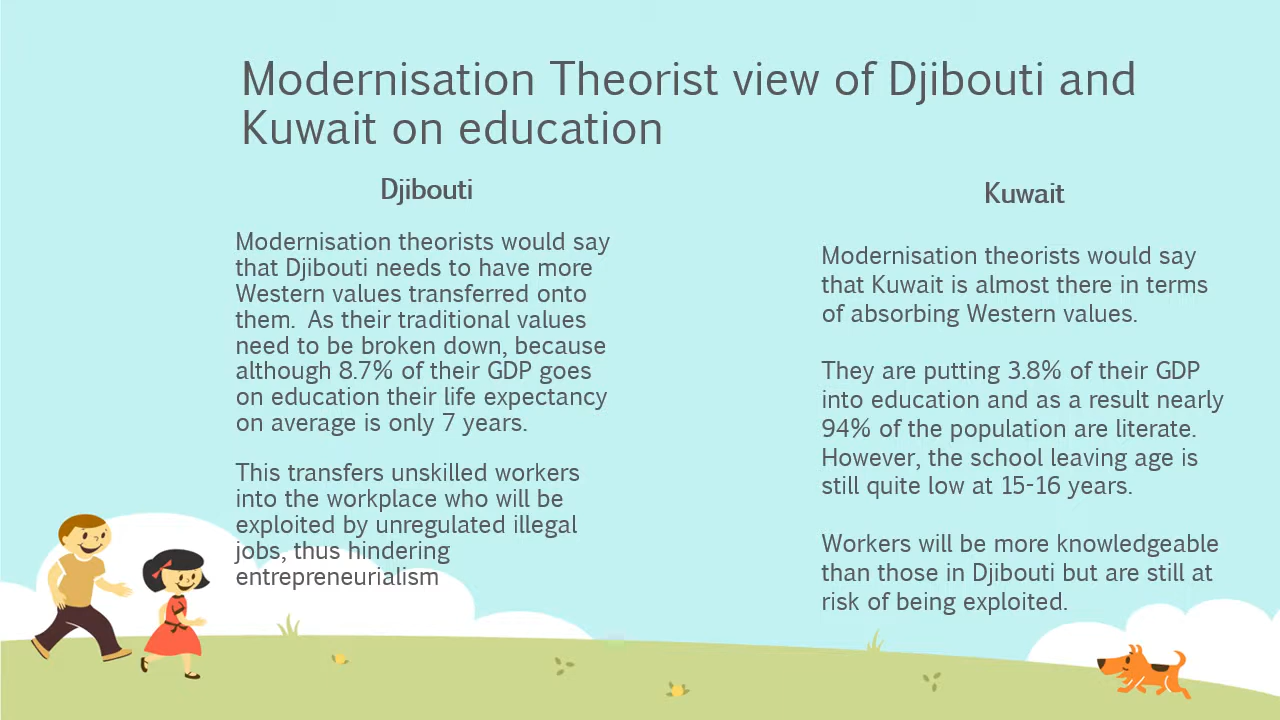 Modernisation Theorist view of Djibouti and
Kuwait on education
Djibouti
Modernisation theorists would say
that Djibouti needs to have more
Western values transferred onto
them.  As their traditional values
need to be broken down, because
although 8.7% of their GDP goes
on education their life expectancy
on average is only 7 years.
This transfers unskilled workers
into the workplace who will be
exploited by unregulated illegal
jobs, thus hindering
entrepreneurialism
Kuwait
Modernisation theorists would say
that Kuwait is almost there in terms
of absorbing Western values.
They are putting 3.8% of their GDP
into education and as a result nearly
94% of the population are literate.
However, the school leaving age is
still quite low at 15-16 years.
Workers will be more knowledgeable
than those in Djibouti but are still at
risk of being exploited.